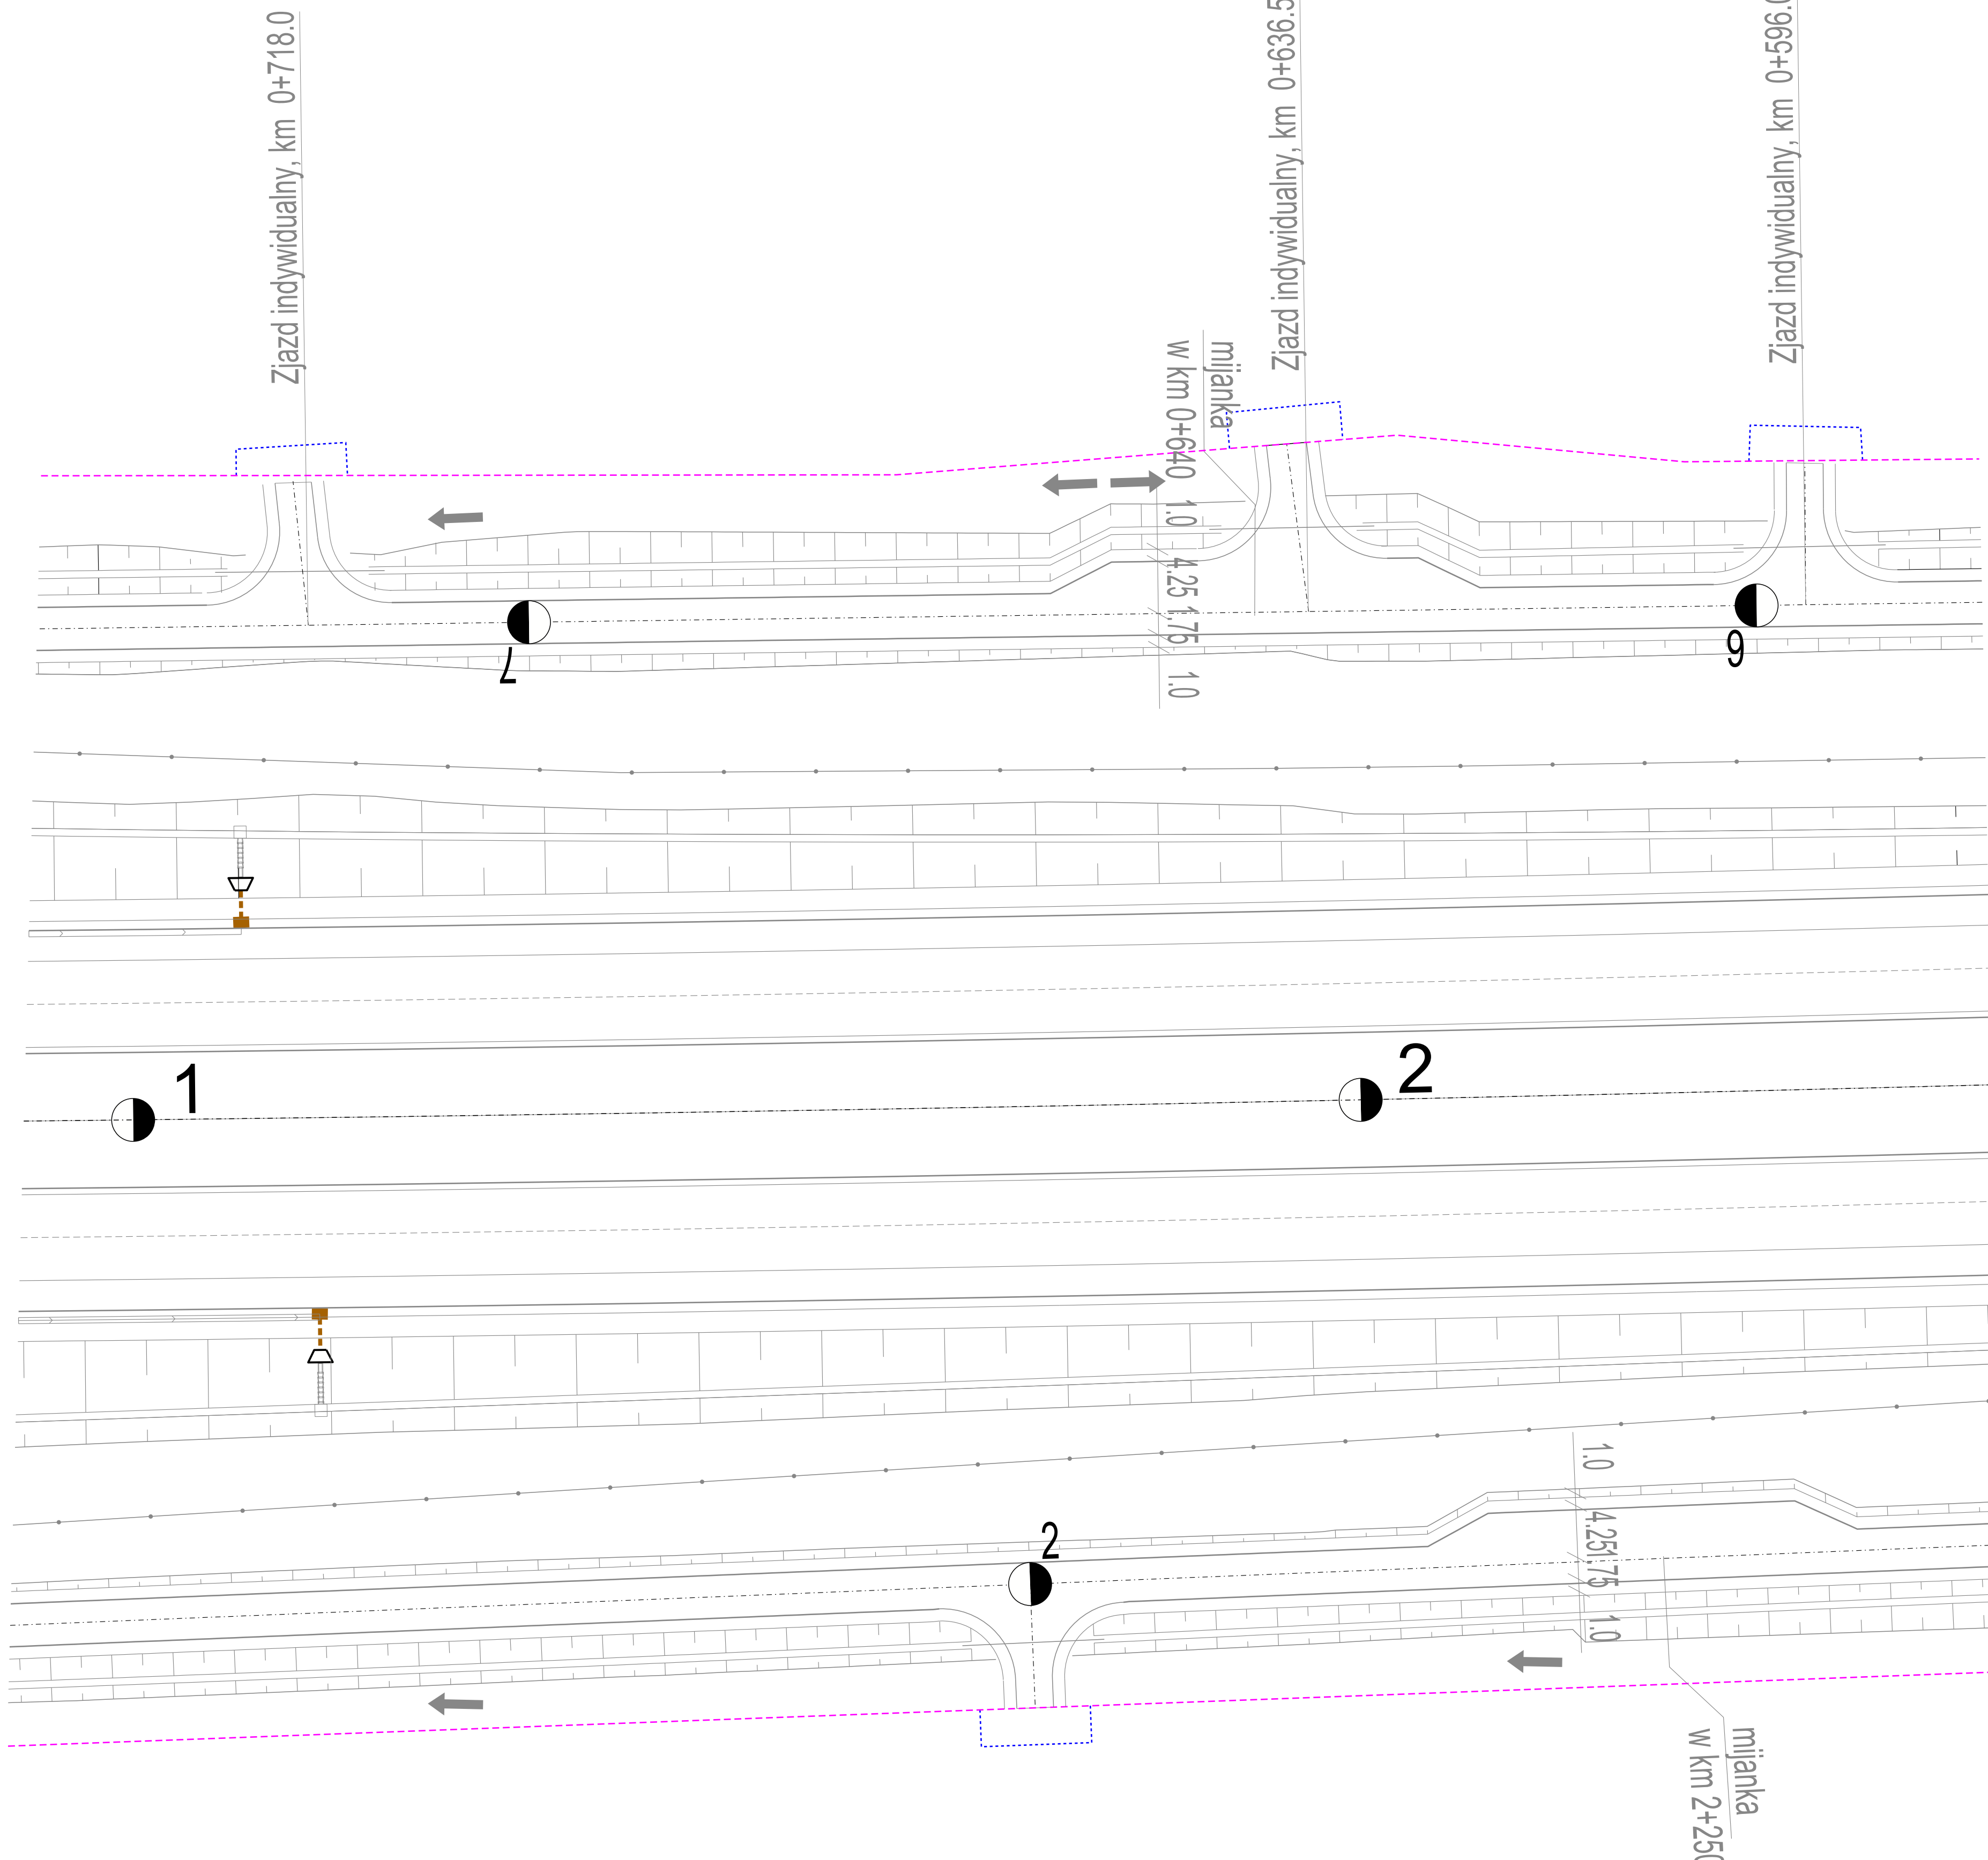 Zjazd indywidualny, km 0+718.0
Zjazd indywidualny, km 0+636.5
Zjazd indywidualny, km 0+596.0
mijanka
w km 0+640
1.0
4.25
1.75
1.0
7
6
1
2
1.0
4.25
1.75
1.0
2
mijanka
w km 2+250